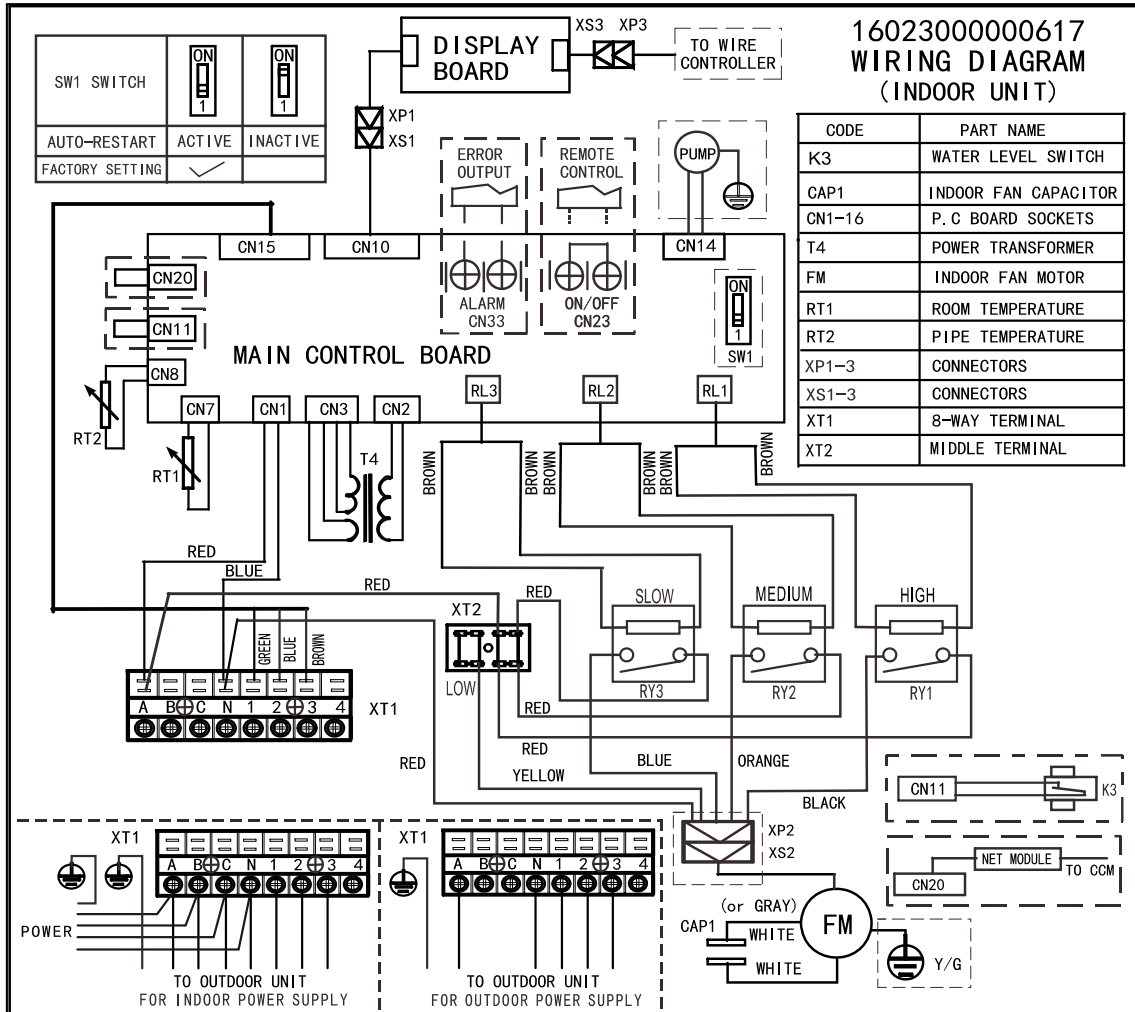 16023000000617
WIRING DIAGRAM
(INDOOR UNIT)
SW1 SWITCH
ON
1
ON
1
AUTO-RESTART ACTIVE INACTIVE
FACTORY SETTING
DISPLAY
BOARD
XS3 XP3
TO WIRE
CONTROLLER
XP1
XS1
ERROR
OUTPUT
REMOTE
CONTROL
PUMP
CODE PART NAME
K3 WATER LEVEL SWITCH
CAP1 INDOOR FAN CAPACITOR
CN1-16 P.C BOARD SOCKETS
T4 POWER TRANSFORMER
FM INDOOR FAN MOTOR
RT1 ROOM TEMPERATURE
RT2 PIPE TEMPERATURE
XP1-3 CONNECTORS
XS1-3 CONNECTORS
XT1 8-WAY TERMINAL
XT2 MIDDLE TERMINAL
CN15 CN10 CN14
CN20
CN11
CN8
ALARM
CN33
ON/OFF
CN23
ON
1
SW1
MAIN CONTROL BOARD
RL3 RL2 RL1
CN7 CN1 CN3 CN2
RT2
RT1
T4
BROWN
BROWN
BROWN
BROWN
BROWN
BROWN
RED
BLUE
RED
GREEN
BLUE
BROWN
XT2
LOW
RED
SLOW MEDIUM HIGH
RY3 RY2 RY1
A B C N 1 2 3 4
XT1
RED
RED
RED
YELLOW
BLUE
ORANGE
BLACK
CN11
K3
XP2
XS2
CN20
NET MODULE
TO CCM
XT1
A B C N 1 2 3 4
POWER
TO OUTDOOR UNIT
FOR INDOOR POWER SUPPLY
XT1
A B C N 1 2 3 4
TO OUTDOOR UNIT
FOR OUTDOOR POWER SUPPLY
(or GRAY)
CAP1
WHITE
WHITE
FM
Y/G